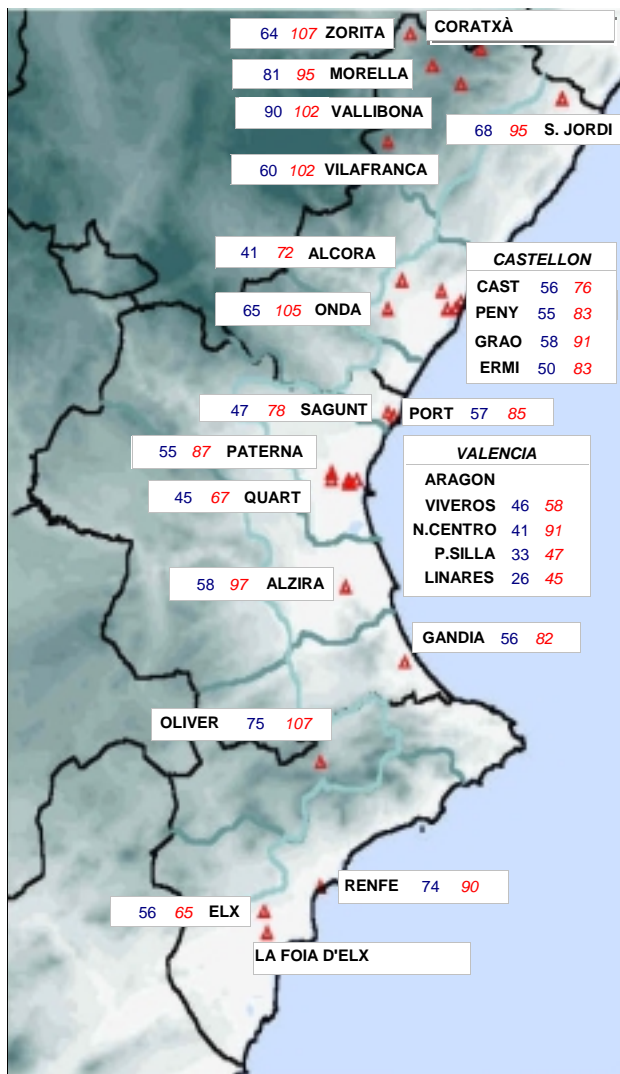 64 107 ZORITA
CORATXÀ
81 95 MORELLA
90 102 VALLIBONA
68 95 S. JORDI
60 102 VILAFRANCA
41 72 ALCORA
65 105 ONDA
CASTELLON
CAST 56 76
PENY 55 83
GRAO 58 91
ERMI 50 83
47 78 SAGUNT
PORT 57 85
55 87 PATERNA
45 67 QUART
VALENCIA
ARAGON
VIVEROS 46 58
N.CENTRO 41 91
P.SILLA 33 47
LINARES 26 45
58 97 ALZIRA
GANDIA 56 82
OLIVER 75 107
RENFE 74 90
56 65 ELX
LA FOIA D'ELX